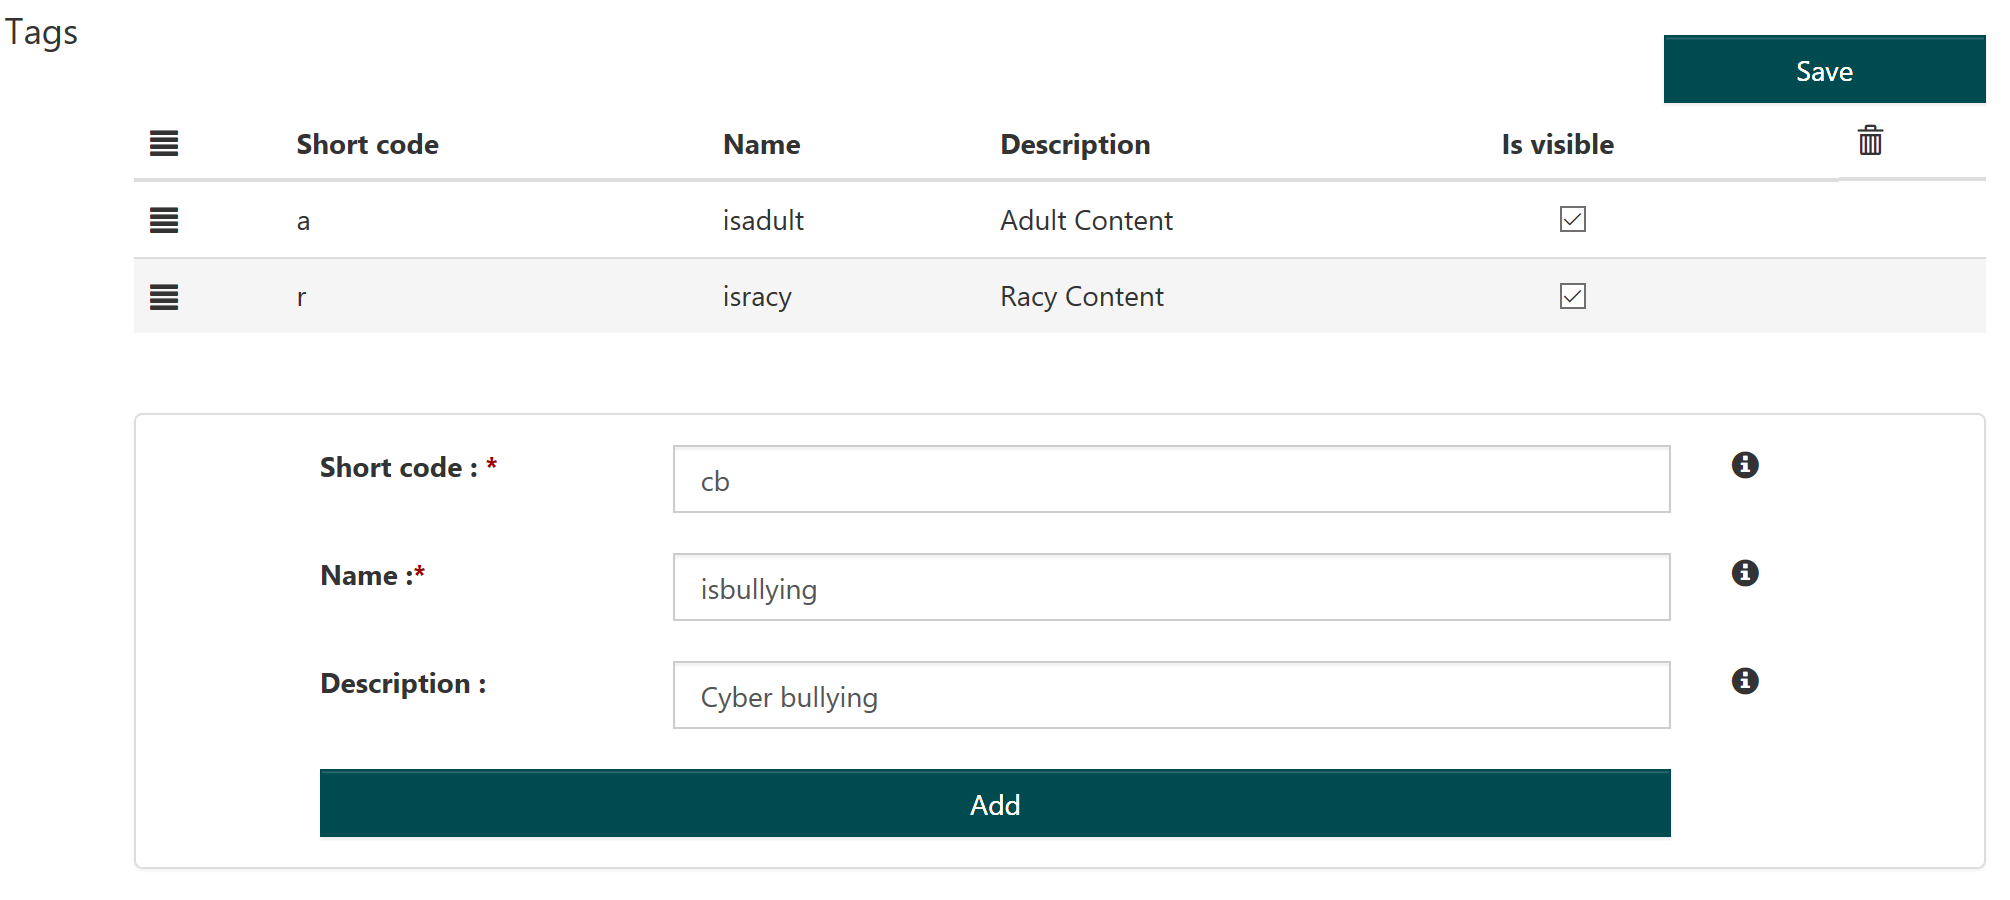 Tags
Save
Short code Name Description Is visible
a isadult Adult Content
r isracy Racy Content
Short code : *
cb
Name :*
isbullying
Description :
Cyber bullying
Add